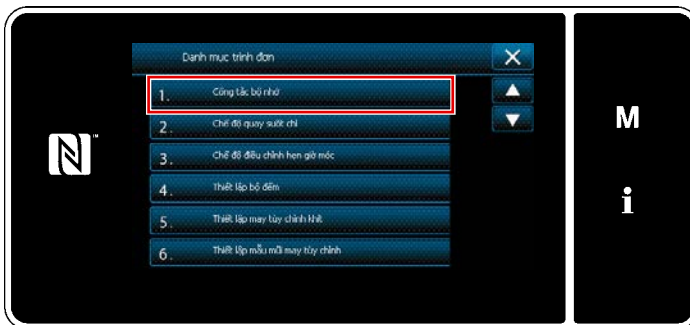 Danh mục trình đơn
1. Công tắc bộ nhớ
2. Chế độ quay suốt chỉ
3. Chế độ điều chỉnh hẹn giờ móc
4. Thiết lập bộ đếm
5. Thiết lập may tùy chỉnh khít
6. Thiết lập mẫu mũi may tùy chỉnh
M
i